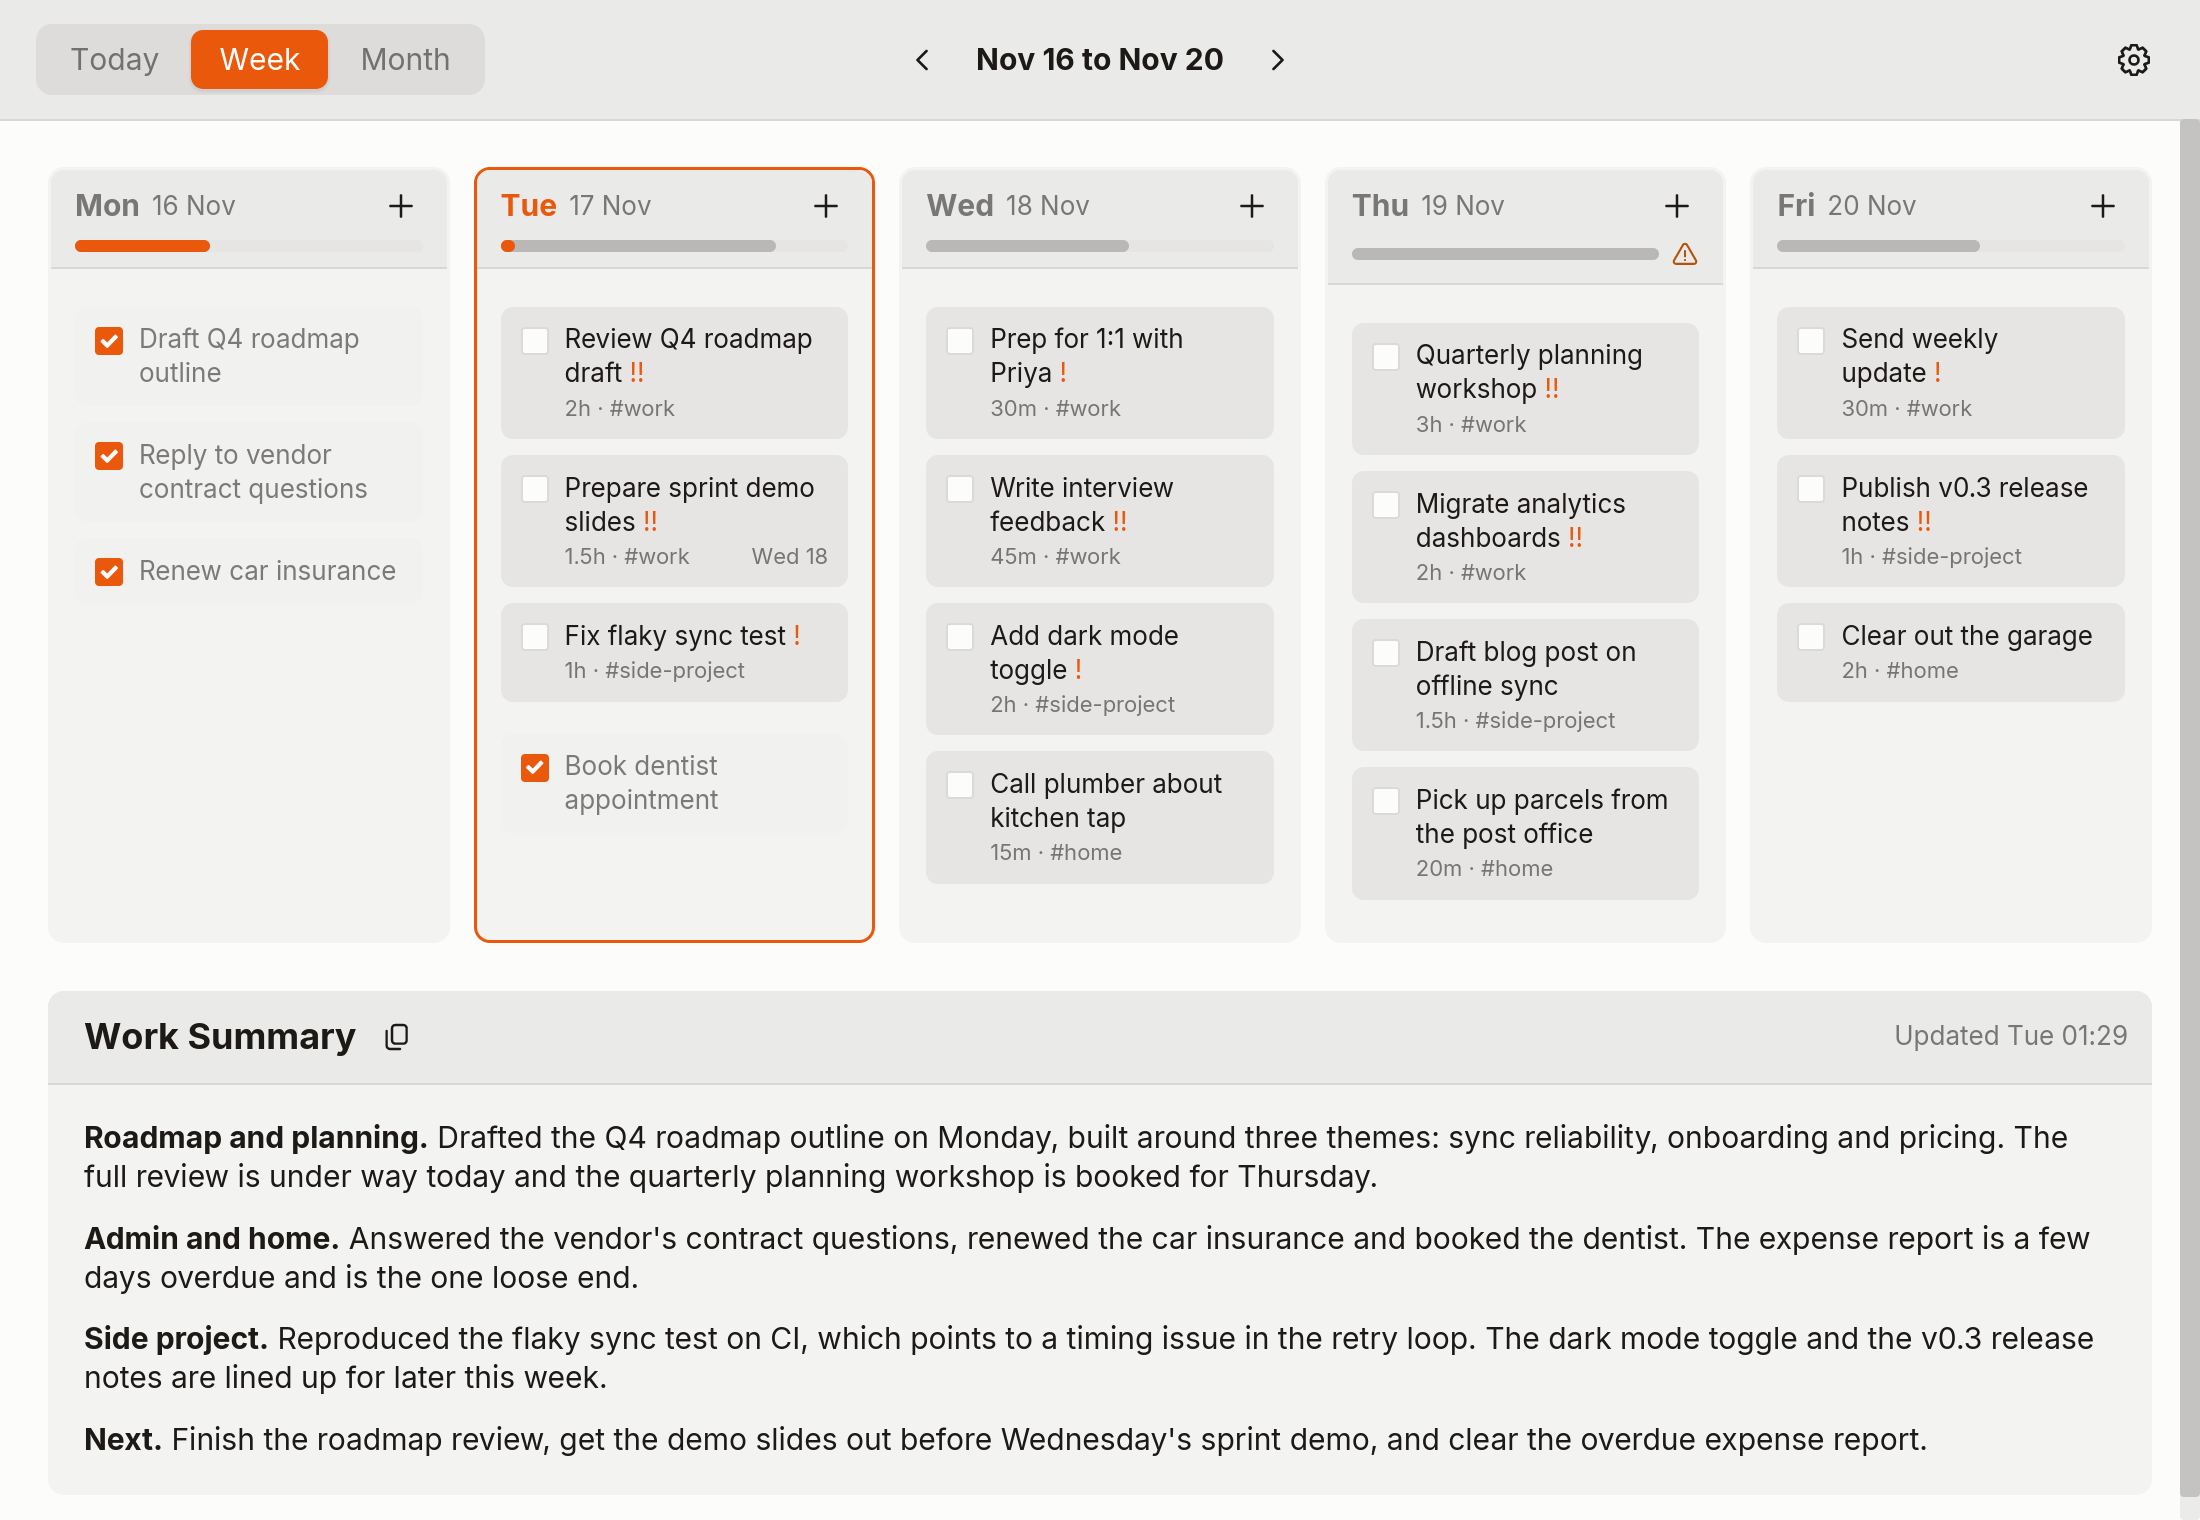 Today Week Month
Nov 16 to Nov 20
Mon 16 Nov
Draft Q4 roadmap
outline
Reply to vendor
contract questions
Renew car insurance
Tue 17 Nov
Review Q4 roadmap
draft !!
2h · #work
Prepare sprint demo
slides !!
1.5h · #work Wed 18
Fix flaky sync test !
1h · #side-project
Book dentist
appointment
Wed 18 Nov
Prep for 1:1 with
Priya !
30m · #work
Write interview
feedback !!
45m · #work
Add dark mode
toggle !
2h · #side-project
Call plumber about
kitchen tap
15m · #home
Thu 19 Nov
Quarterly planning
workshop !!
3h · #work
Migrate analytics
dashboards !!
2h · #work
Draft blog post on
offline sync
1.5h · #side-project
Pick up parcels from
the post office
20m · #home
Fri 20 Nov
Send weekly
update !
30m · #work
Publish v0.3 release
notes !!
1h · #side-project
Clear out the garage
2h · #home
Work Summary
Updated Tue 01:29
Roadmap and planning. Drafted the Q4 roadmap outline on Monday, built around three themes: sync reliability, onboarding and pricing. The
full review is under way today and the quarterly planning workshop is booked for Thursday.
Admin and home. Answered the vendor's contract questions, renewed the car insurance and booked the dentist. The expense report is a few
days overdue and is the one loose end.
Side project. Reproduced the flaky sync test on CI, which points to a timing issue in the retry loop. The dark mode toggle and the v0.3 release
notes are lined up for later this week.
Next. Finish the roadmap review, get the demo slides out before Wednesday's sprint demo, and clear the overdue expense report.